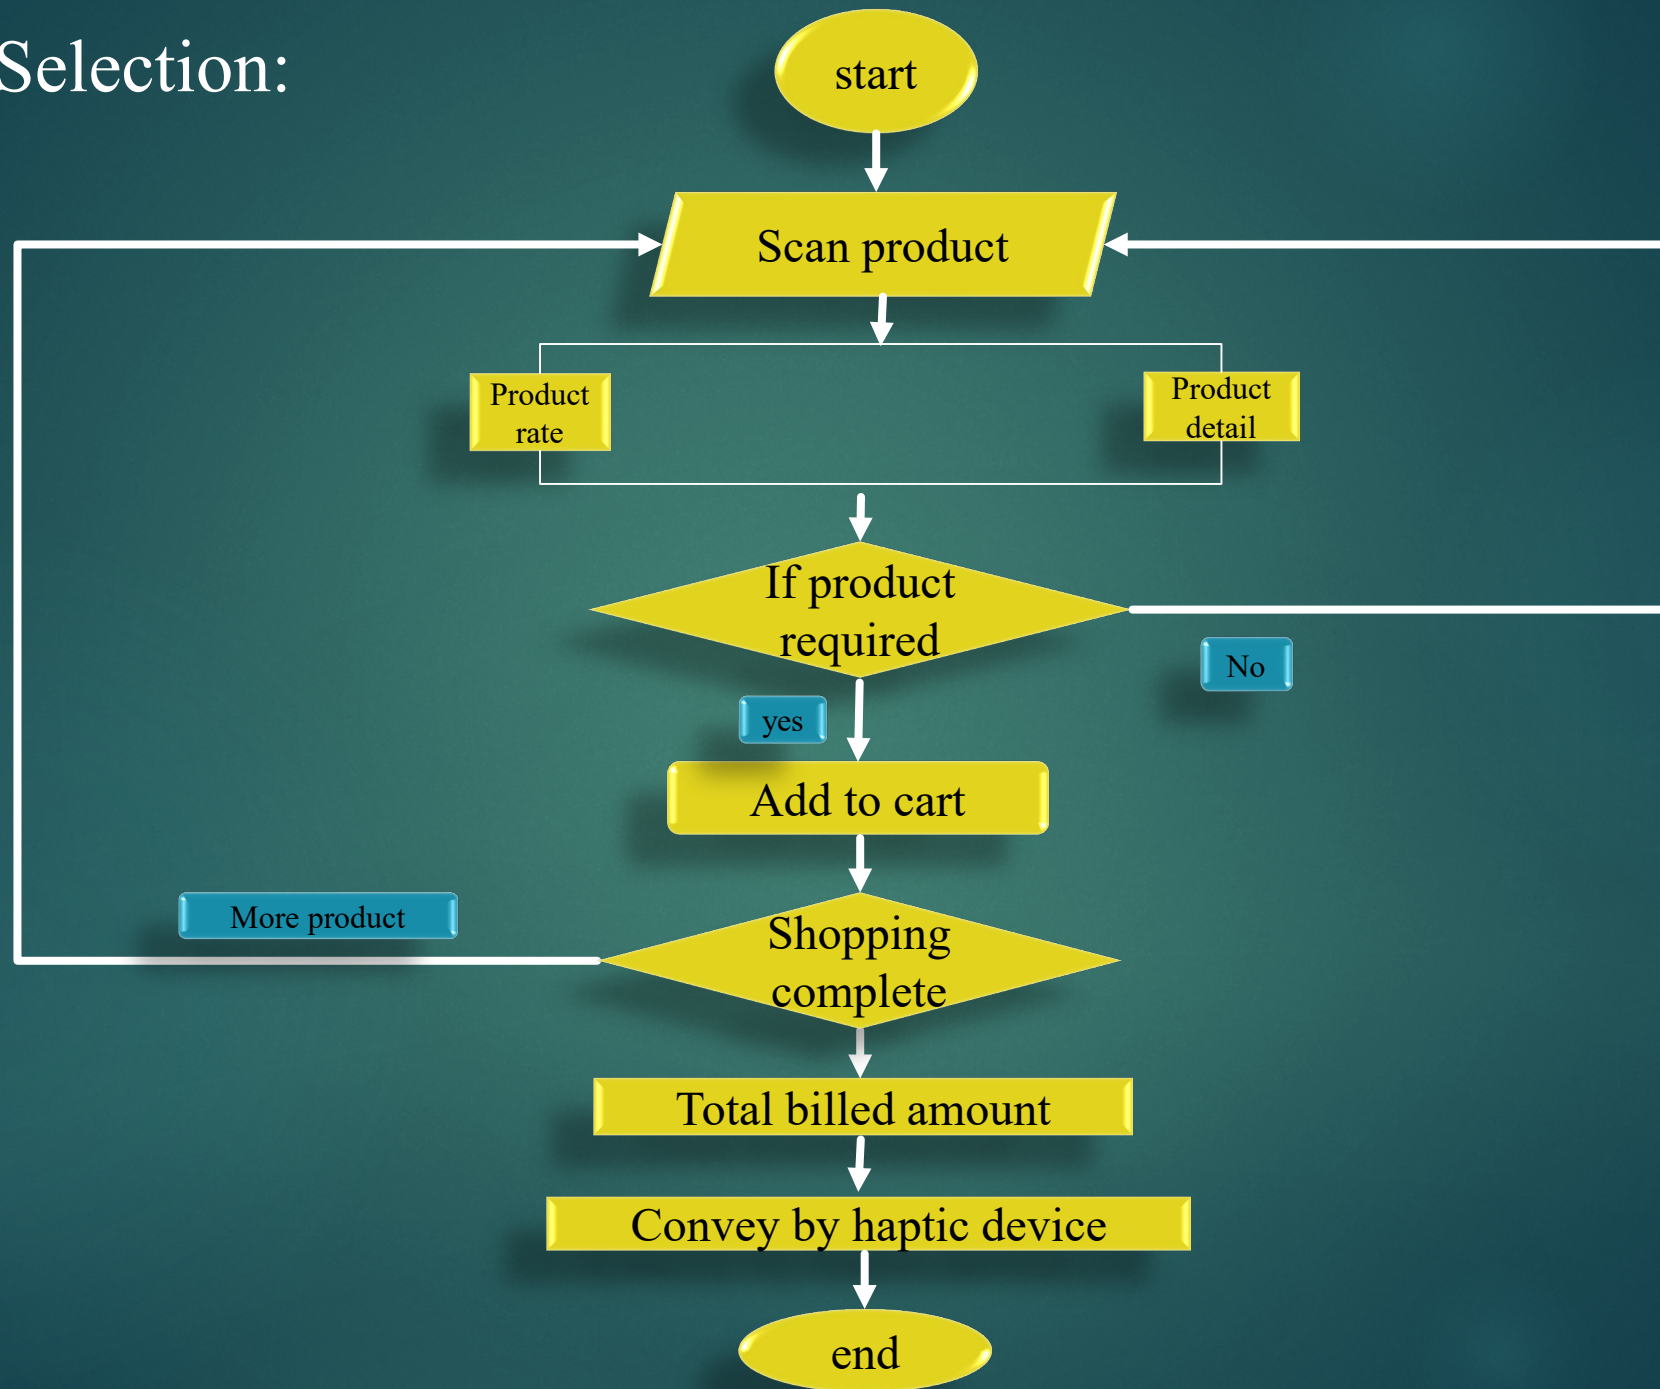 Selection:
start
Scan product
Product
rate
Product
detail
If product
required
No
yes
Add to cart
More product
Shopping
complete
Total billed amount
Convey by haptic device
end